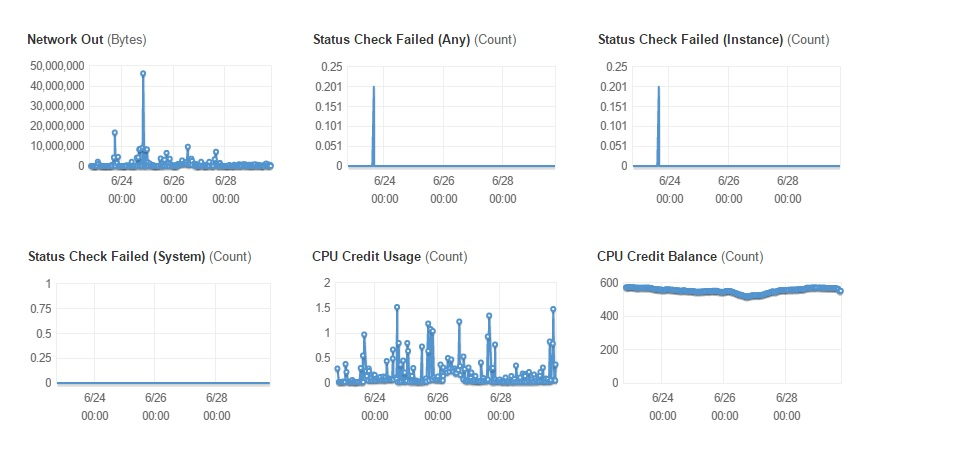 Network Out (Bytes)
50,000,000
40,000,000
30,000,000
20,000,000
10,000,000
0
6/24 6/26 6/28
00:00 00:00 00:00
Status Check Failed (Any) (Count)
0.25
0.201
0.151
0.101
0.051
0
6/24 6/26 6/28
00:00 00:00 00:00
Status Check Failed (Instance) (Count)
0.25
0.201
0.151
0.101
0.051
0
6/24 6/26 6/28
00:00 00:00 00:00
Status Check Failed (System) (Count)
1
0.75
0.5
0.25
0
6/24 6/26 6/28
00:00 00:00 00:00
CPU Credit Usage (Count)
2
1.5
1
0.5
0
6/24 6/26 6/28
00:00 00:00 00:00
CPU Credit Balance (Count)
600
400
200
0
6/24 6/26 6/28
00:00 00:00 00:00